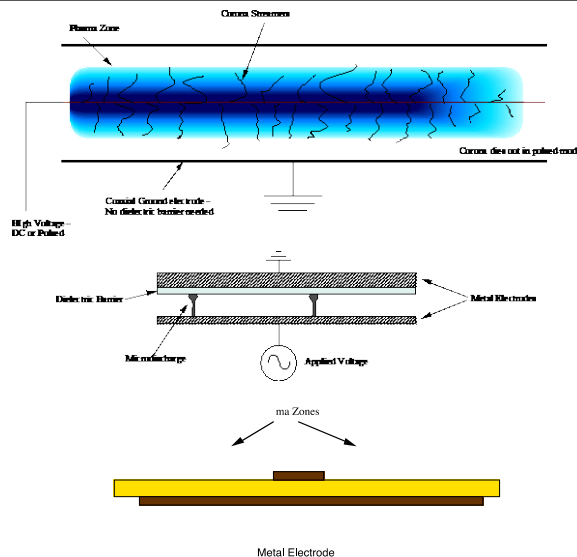 Corona Streamers
Plasma Zone
Corona dies out in pulsed mod
Coaxial Ground electrode –
No dielectric barrier needed
High Voltage –
DC or Pulsed
Dielectric Barrier
Metal Electrodes
Microdischarge
Applied Voltage
ma Zones
Metal Electrode